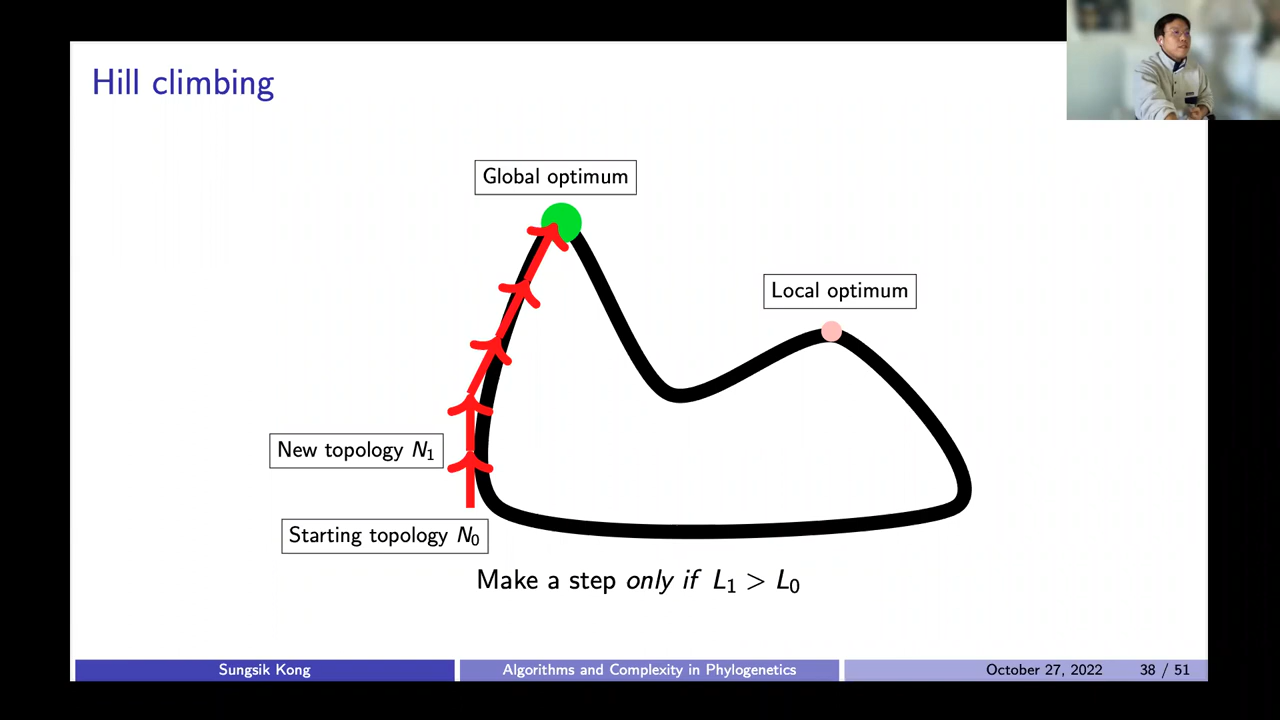 Hill climbing
Global optimum
Local optimum
New topology N₁
Starting topology N₀
Make a step only if L₁ > L₀
Sungsik Kong
Algorithms and Complexity in Phylogenetics
October 27, 2022
38 / 51